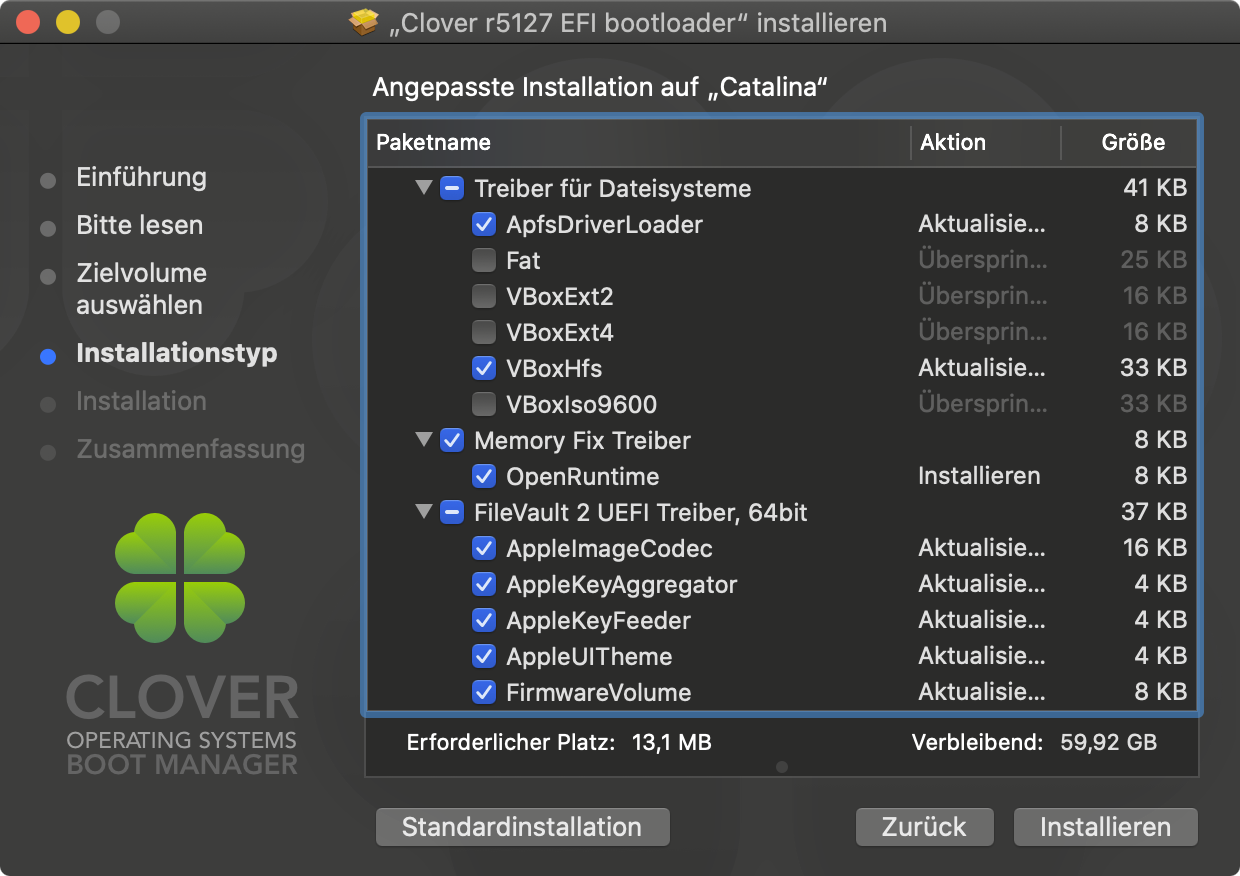 „Clover r5127 EFI bootloader“ installieren
Angepasste Installation auf „Catalina“
Einführung
Bitte lesen
Zielvolume
auswählen
Installationstyp
Installation
Zusammenfassung
CLOVER
OPERATING SYSTEMS
BOOT MANAGER
Paketname Aktion Größe
Treiber für Dateisysteme 41 KB
ApfsDriverLoader Aktualisie... 8 KB
Fat Überspri​n... 25 KB
VBoxExt2 Übersprin... 16 KB
VBoxExt4 Übersprin... 16 KB
VBoxHfs Aktualisie... 33 KB
VBoxIso9600 Übersprin... 33 KB
Memory Fix Treiber 8 KB
OpenRuntime Installieren 8 KB
FileVault 2 UEFI Treiber, 64bit 37 KB
AppleImageCodec Aktualisie... 16 KB
AppleKeyAggregator Aktualisie... 4 KB
AppleKeyFeeder Aktualisie... 4 KB
AppleUITheme Aktualisie... 4 KB
FirmwareVolume Aktualisie... 8 KB
Erforderlicher Platz: 13,1 MB Verbleibend: 59,92 GB
Standardinstallation Zurück Installieren